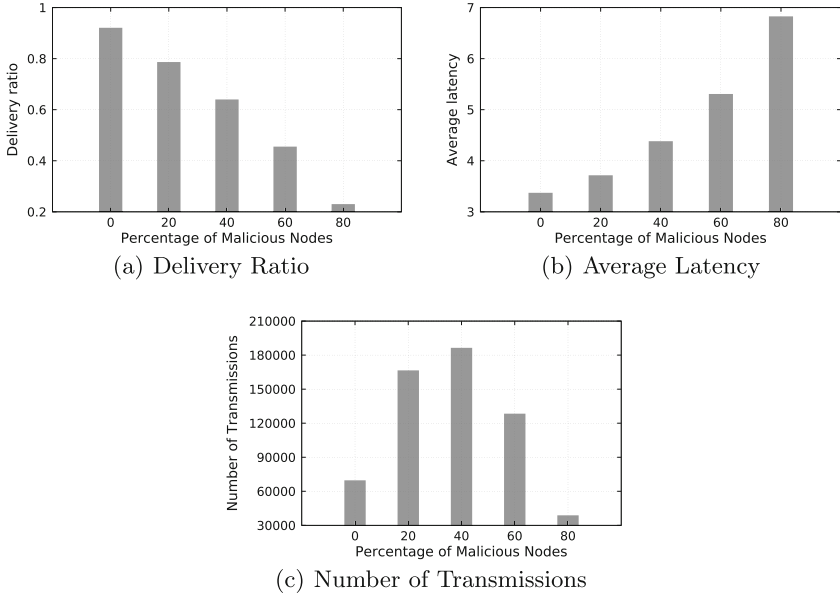 1
0.8
0.6
0.4
0.2
Delivery ratio
0 20 40 60 80
Percentage of Malicious Nodes
(a) Delivery Ratio
7
6
5
4
3
Average latency
0 20 40 60 80
Percentage of Malicious Nodes
(b) Average Latency
210000
180000
150000
120000
90000
60000
30000
Number of Transmissions
0 20 40 60 80
Percentage of Malicious Nodes
(c) Number of Transmissions